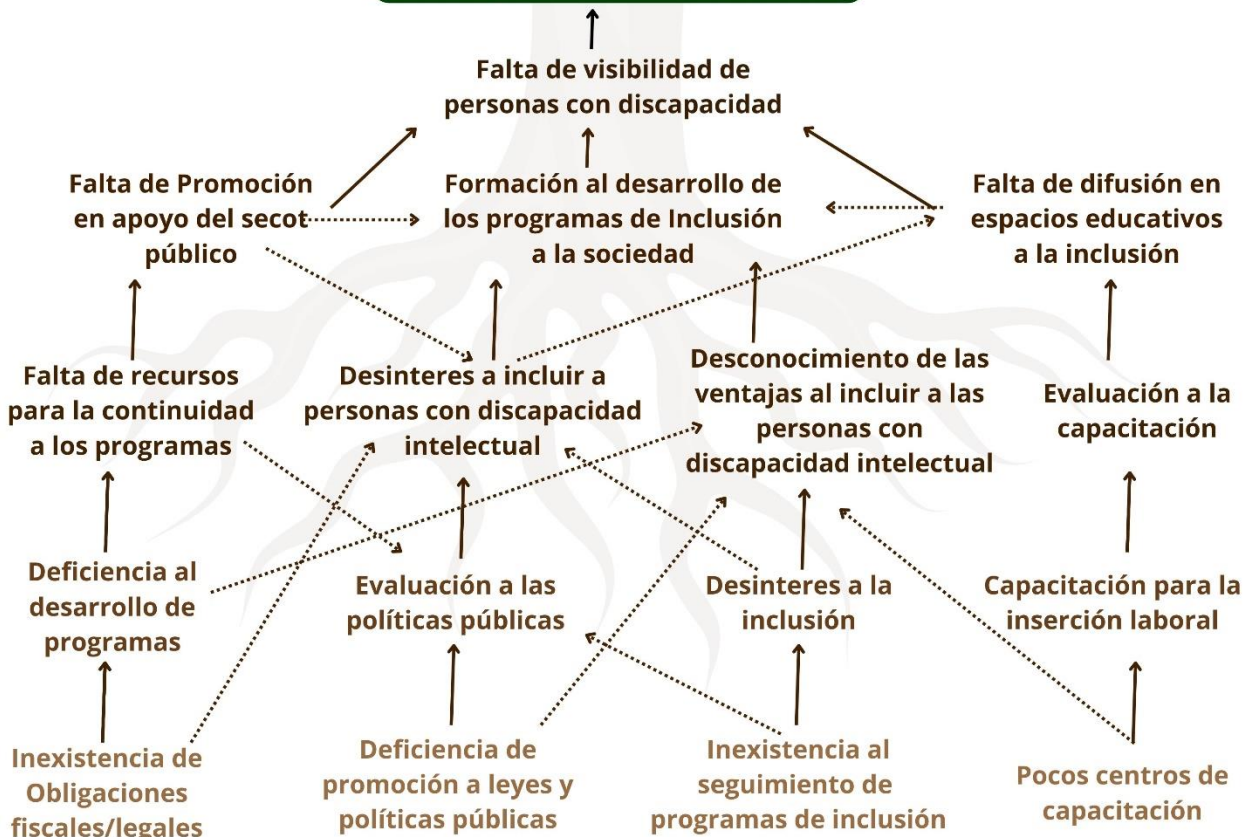 Falta de visibilidad de
personas con discapacidad
Falta de Promoción
en apoyo del secot
público
Formación al desarrollo de
los programas de Inclusión
a la sociedad
Falta de difusión en
espacios educativos
a la inclusión
Falta de recursos
para la continuidad
a los programas
Desinteres a incluir a
personas con discapacidad
intelectual
Desconocimiento de las
ventajas al incluir a las
personas con
discapacidad intelectual
Evaluación a la
capacitación
Deficiencia al
desarrollo de
programas
Evaluación a las
políticas públicas
Desinteres a la
inclusión
Capacitación para la
inserción laboral
Inexistencia de
Obligaciones
fiscales/legales
Deficiencia de
promoción a leyes y
políticas públicas
Inexistencia al
seguimiento de
programas de inclusión
Pocos centros de
capacitación